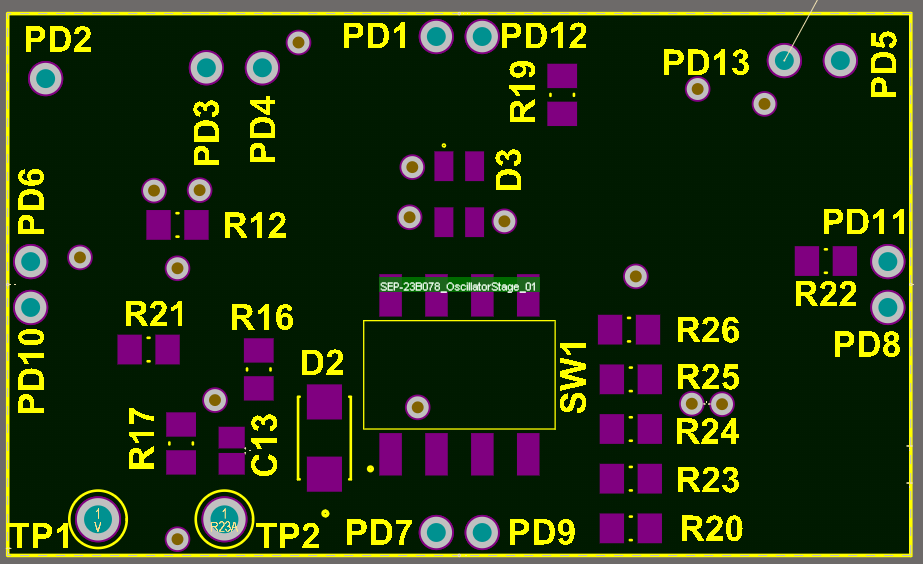 PD2
PD1
PD12
PD13
PD5
R19
PD3
PD4
D3
PD6
R12
PD11
SEP-23B078_OscillatorStage_01
R22
R21
R16
R26
PD8
PD10
D2
SW1
R25
R17
C13
R24
R23
1
V
1
R23A
TP1
TP2
PD7
PD9
R20